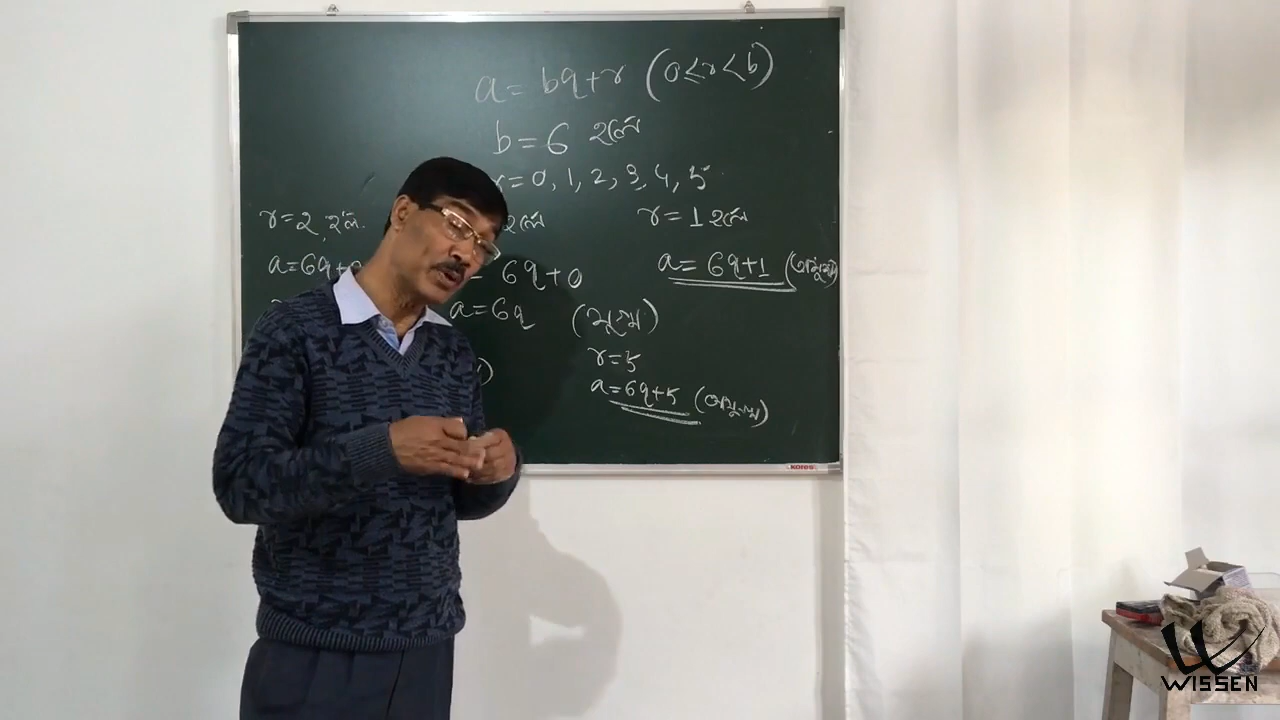 a = bq + r (0 ≤ r < b)
b = 6 হলে
r = 0, 1, 2, 3, 4, 5
r = 2, হলে
হলে
r = 1 হলে
a = 6q +
= 6q + 0
a = 6q + 1 (অযুগ্ম)
a = 6q (যুগ্ম)
r = 5
a = 6q + 5 (অযুগ্ম)
kores
WISSEN